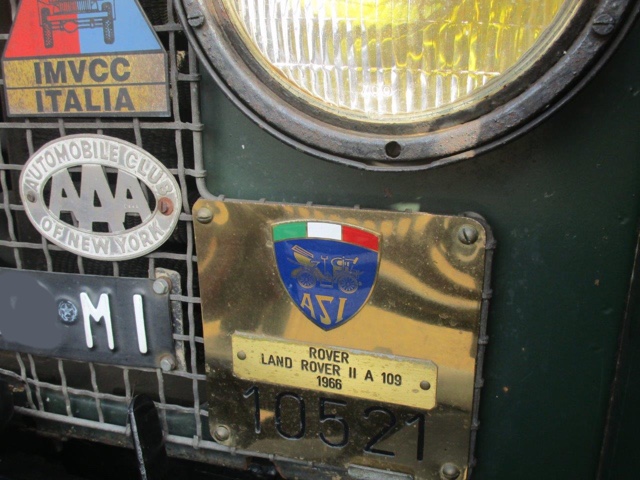 IMVCC
ITALIA
AUTOMOBILE CLUB
AAA
OF NEW YORK
MI
ASI
ROVER
LAND ROVER II A 109
1966
10521